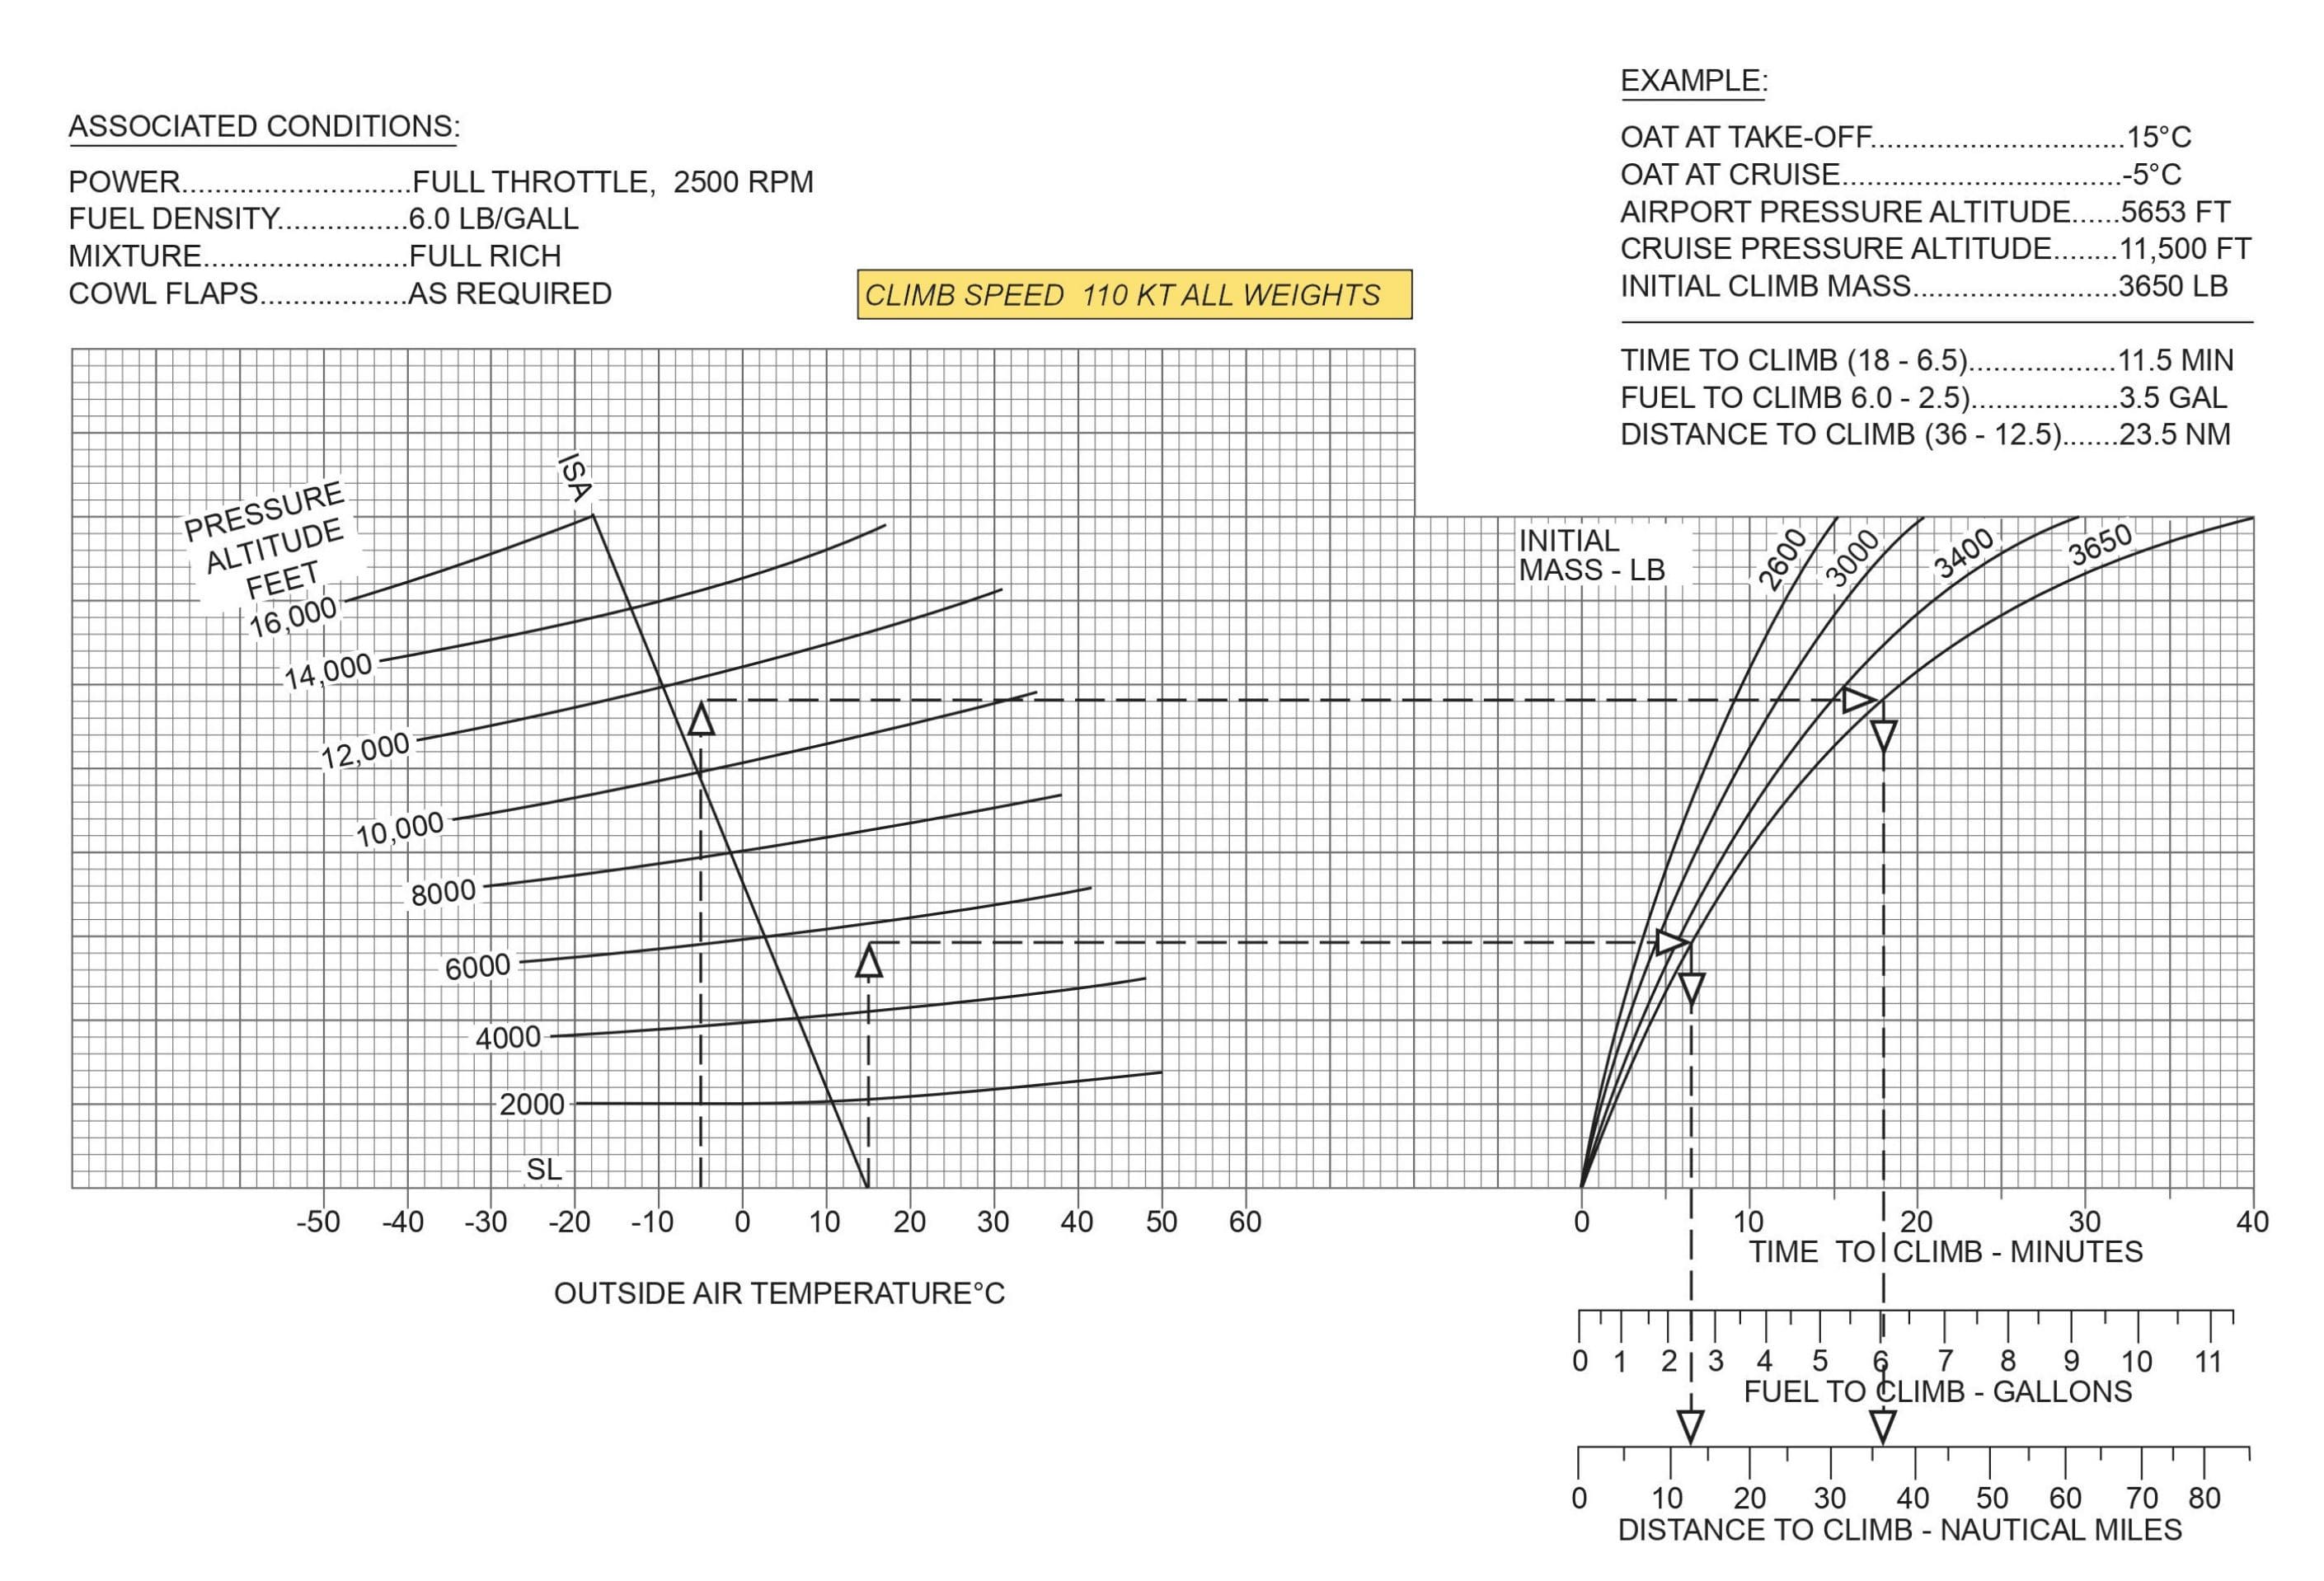 ASSOCIATED CONDITIONS:
POWER............................FULL THROTTLE, 2500 RPM
FUEL DENSITY................6.0 LB/GALL
MIXTURE.........................FULL RICH
COWL FLAPS..................AS REQUIRED
CLIMB SPEED 110 KT ALL WEIGHTS
EXAMPLE:
OAT AT TAKE-OFF...............................15°C
OAT AT CRUISE..................................-5°C
AIRPORT PRESSURE ALTITUDE......5653 FT
CRUISE PRESSURE ALTITUDE........11,500 FT
INITIAL CLIMB MASS.........................3650 LB
TIME TO CLIMB (18 - 6.5)..................11.5 MIN
FUEL TO CLIMB 6.0 - 2.5)..................3.5 GAL
DISTANCE TO CLIMB (36 - 12.5).......23.5 NM
ISA
PRESSURE
ALTITUDE
FEET
16,000
14,000
12,000
10,000
8000
6000
4000
2000
SL
INITIAL
MASS - LB
2600
3000
3400
3650
-50 -40 -30 -20 -10 0 10 20 30 40 50 60
OUTSIDE AIR TEMPERATURE°C
0 10 20 30 40
TIME TO CLIMB - MINUTES
0 1 2 3 4 5 6 7 8 9 10 11
FUEL TO CLIMB - GALLONS
0 10 20 30 40 50 60 70 80
DISTANCE TO CLIMB - NAUTICAL MILES